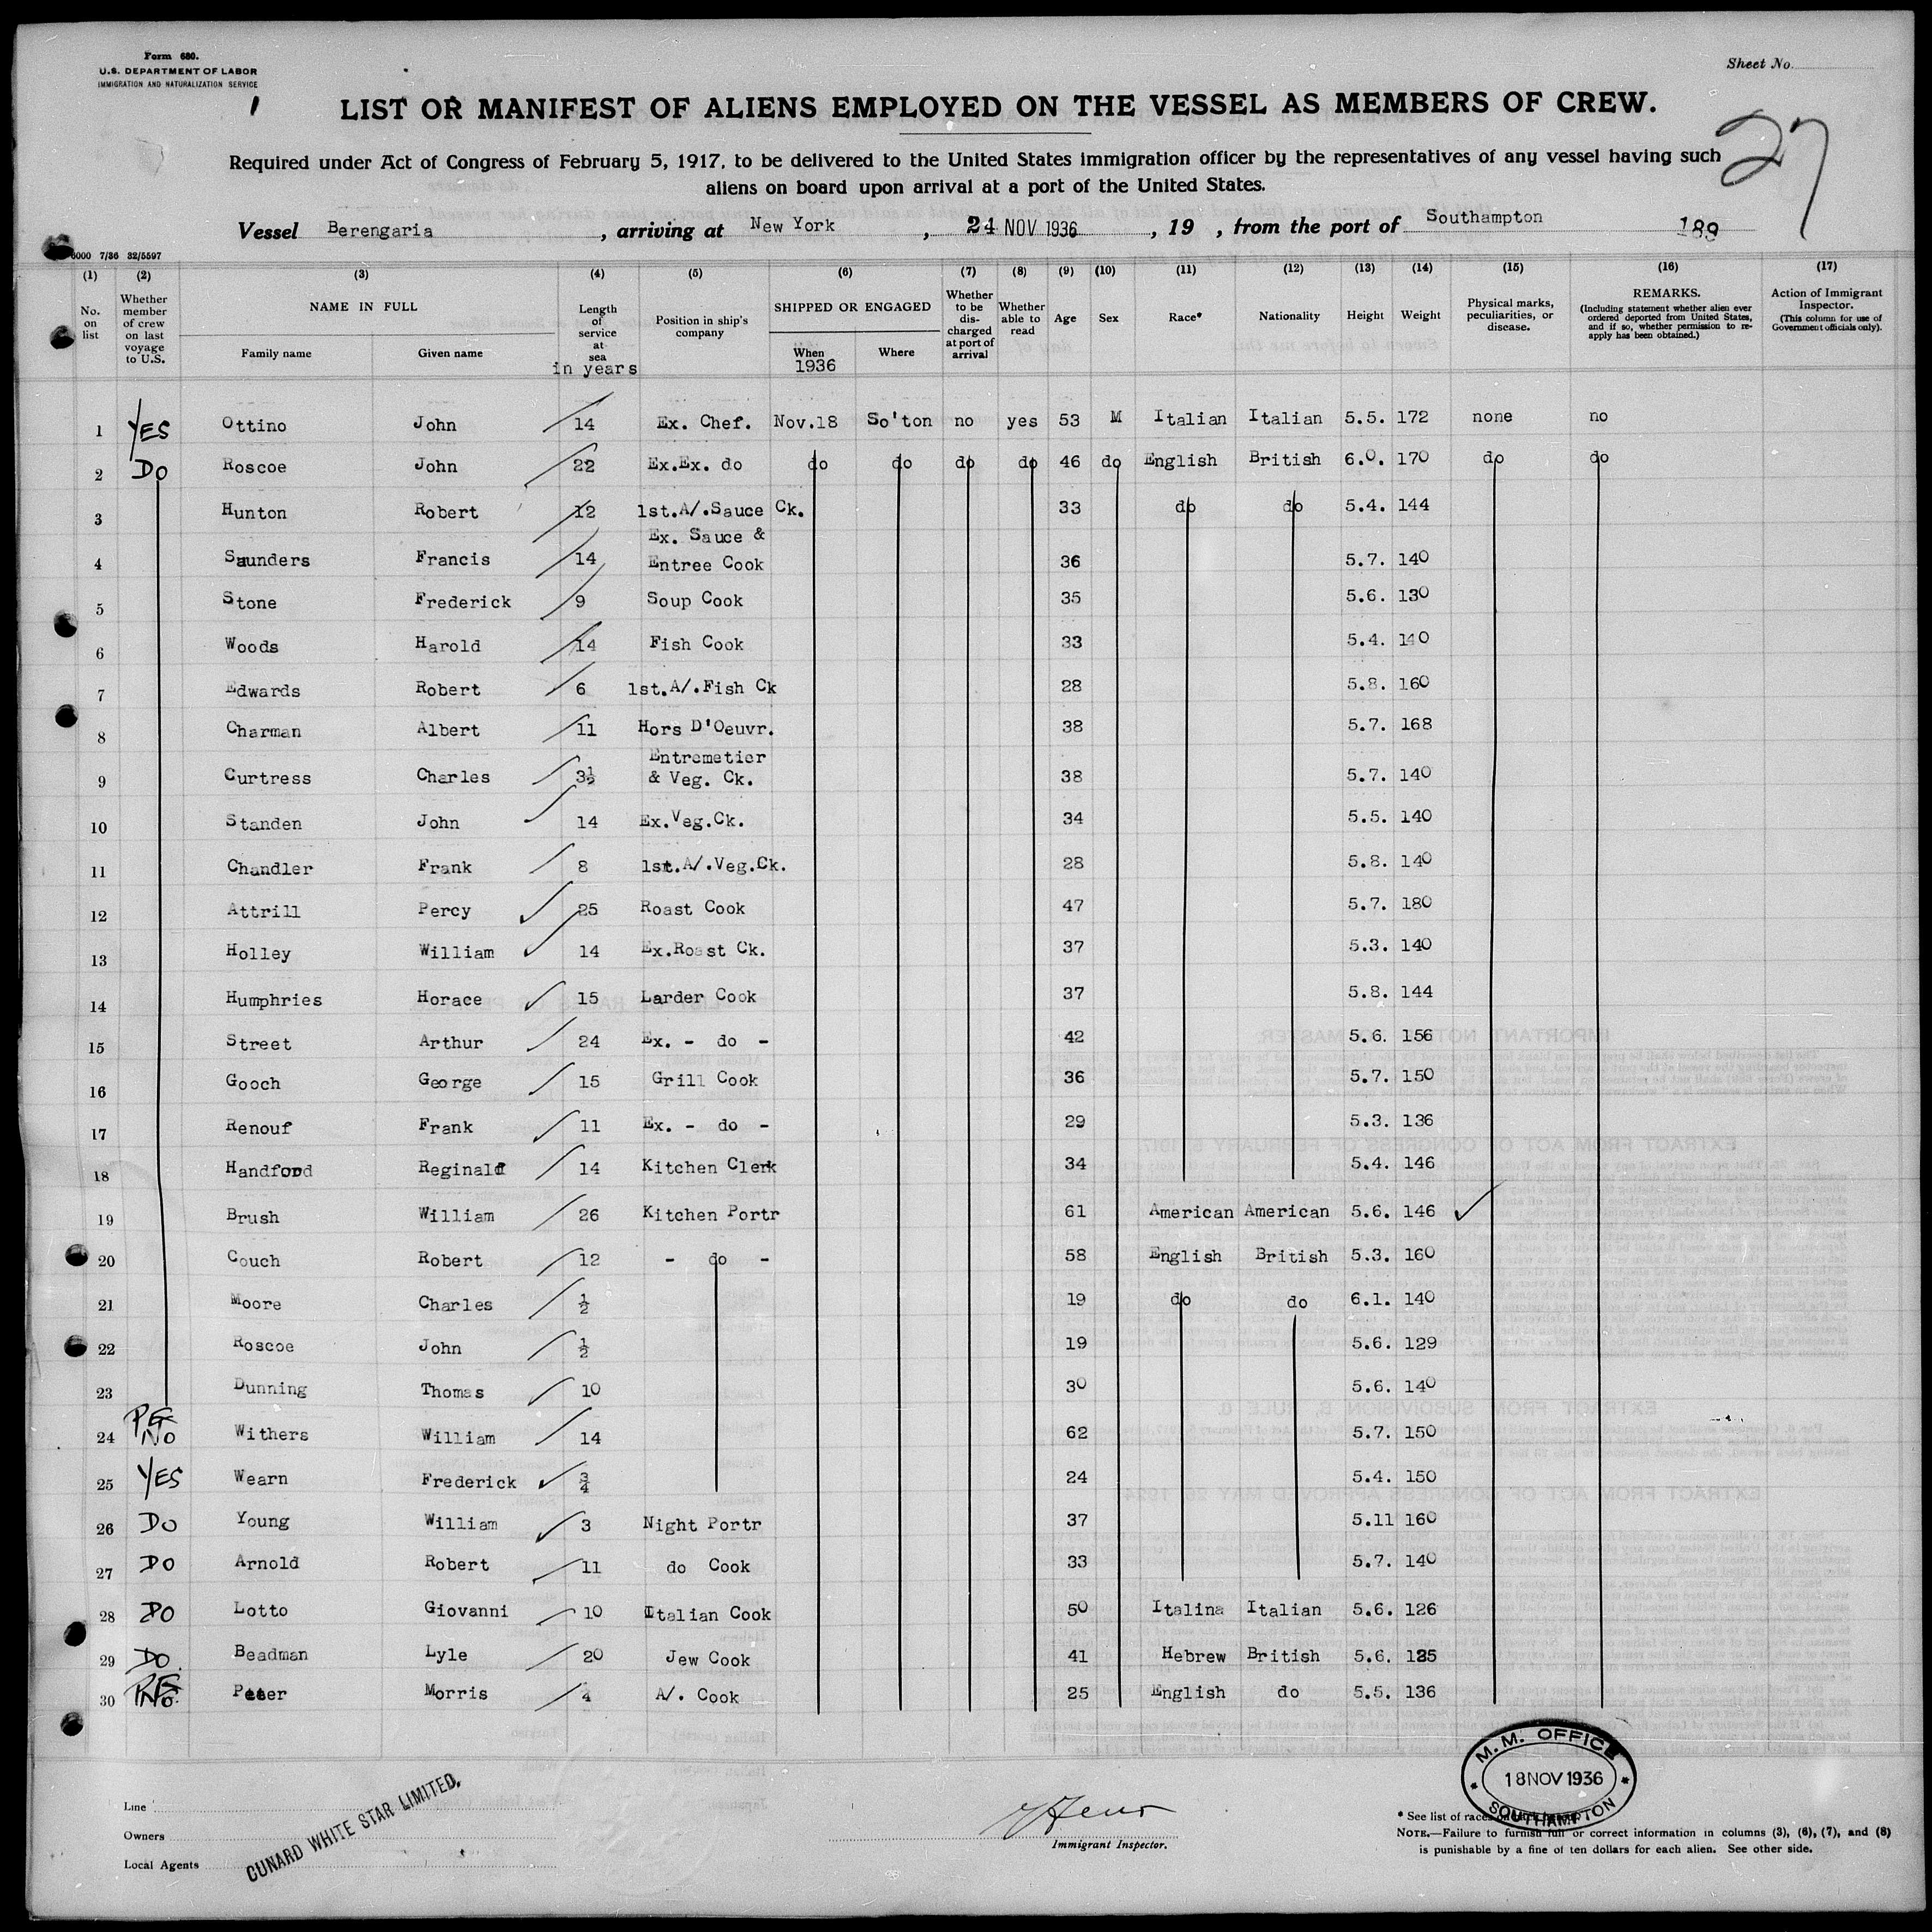 Form 680.
U.S. DEPARTMENT OF LABOR
IMMIGRATION AND NATURALIZATION SERVICE
Sheet No.
LIST OR MANIFEST OF ALIENS EMPLOYED ON THE VESSEL AS MEMBERS OF CREW.
27
Required under Act of Congress of February 5, 1917, to be delivered to the United States immigration officer by the representatives of any vessel having such
aliens on board upon arrival at a port of the United States.
Vessel Berengaria, arriving at New York, 24 NOV 1936, 19 , from the port of Southampton 189
6000 7/36 32/5597
(1) (2) (3) (4) (5) (6) (7) (8) (9) (10) (11) (12) (13) (14) (15) (16) (17)
No. on list
Whether member of crew on last voyage to U.S.
NAME IN FULL
Family name Given name
Length of service at sea in years
Position in ship's company
SHIPPED OR ENGAGED
When 1936 Where
Whether to be discharged at port of arrival
Whether able to read
Age
Sex
Race*
Nationality
Height
Weight
Physical marks, peculiarities, or disease.
REMARKS.
(Including statement whether alien ever ordered deported from United States, and if so, whether permission to re-apply has been obtained.)
Action of Immigrant Inspector.
(This column for use of Government officials only).
1 YES Ottino John 14 Ex. Chef. Nov.18 So'ton no yes 53 M Italian Italian 5.5. 172 none no
2 DO Roscoe John 22 Ex.Ex. do do do do do 46 do English British 6.0. 170 do do
3 Hunton Robert 12 1st.A/.Sauce Ck. 33 do do 5.4. 144
4 Saunders Francis 14 Ex. Sauce & Entree Cook 36 5.7. 140
5 Stone Frederick 9 Soup Cook 35 5.6. 130
6 Woods Harold 14 Fish Cook 33 5.4. 140
7 Edwards Robert 6 1st.A/.Fish Ck 28 5.8. 160
8 Charman Albert 11 Hors D'Oeuvr. 38 5.7. 168
9 Curtress Charles 3½ Entremetier & Veg. Ck. 38 5.7. 140
10 Standen John 14 Ex.Veg.Ck. 34 5.5. 140
11 Chandler Frank 8 1st.A/.Veg.Ck. 28 5.8. 140
12 Attrill Percy 25 Roast Cook 47 5.7. 180
13 Holley William 14 Ex.Roast Ck. 37 5.3. 140
14 Humphries Horace 15 Larder Cook 37 5.8. 144
15 Street Arthur 24 Ex. - do - 42 5.6. 156
16 Gooch George 15 Grill Cook 36 5.7. 150
17 Renouf Frank 11 Ex. - do - 29 5.3. 136
18 Handford Reginald 14 Kitchen Clerk 34 5.4. 146
19 Brush William 26 Kitchen Portr 61 American American 5.6. 146
20 Couch Robert 12 - do - 58 English British 5.3. 160
21 Moore Charles ½ 19 do do 6.1. 140
22 Roscoe John ½ 19 5.6. 129
23 Dunning Thomas 10 30 5.6. 140
24 No Withers William 14 62 5.7. 150
25 YES Wearn Frederick ¾ 24 5.4. 150
26 DO Young William 3 Night Portr 37 5.11 160
27 DO Arnold Robert 11 do Cook 33 5.7. 140
28 DO Lotto Giovanni 10 Italian Cook 50 Italina Italian 5.6. 126
29 DO Beadman Lyle 20 Jew Cook 41 Hebrew British 5.6. 125
30 No. Peter Morris 4 A/. Cook 25 English do 5.5. 136
M. M. OFFICE
18 NOV 1936
SOUTHAMPTON
Line
Owners
Local Agents
CUNARD WHITE STAR LIMITED.
Immigrant Inspector.
* See list of races
NOTE.—Failure to furnish full or correct information in columns (3), (6), (7), and (8)
is punishable by a fine of ten dollars for each alien. See other side.